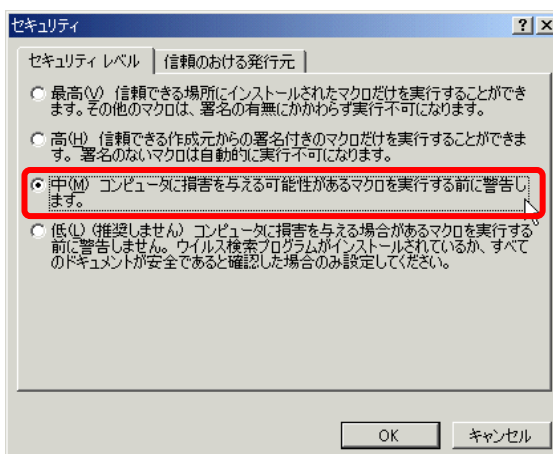 セキュリティ
? ×
セキュリティ レベル
信頼のおける発行元
最高(V) 信頼できる場所にインストールされたマクロだけを実行することができ
ます。その他のマクロは、署名の有無にかかわらず実行不可になります。
高(H) 信頼できる作成元からの署名付きのマクロだけを実行することができま
す。署名のないマクロは自動的に実行不可になります。
中(M) コンピュータに損害を与える可能性があるマクロを実行する前に警告し
ます。
低(L) (推奨しません) コンピュータに損害を与える場合があるマクロを実行する
前に警告しません。ウイルス検索プログラムがインストールされているか、すべて
のドキュメントが安全であると確認した場合のみ設定してください。
OK
キャンセル